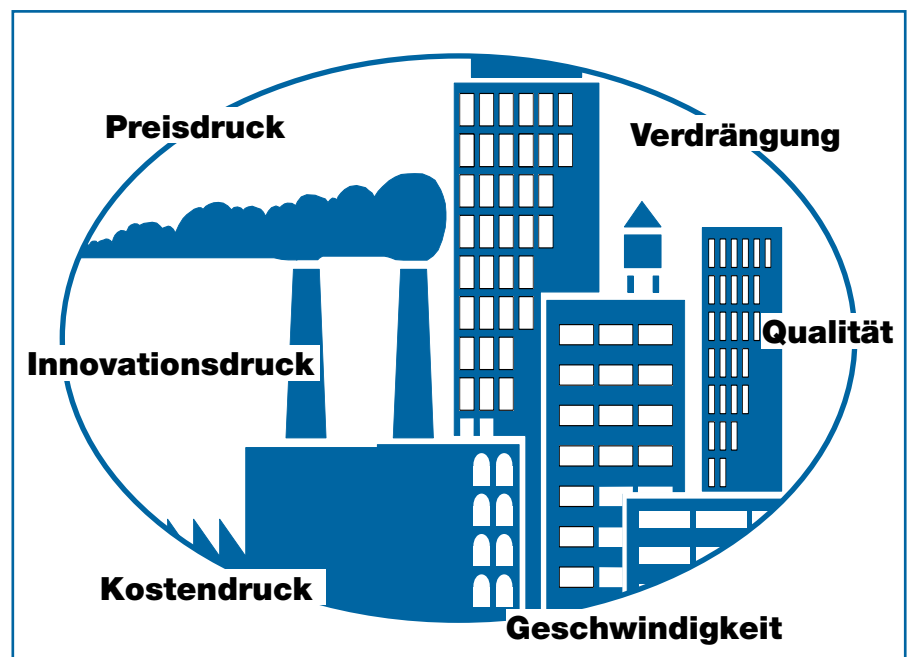 Preisdruck
Verdrängung
Innovationsdruck
Qualität
Kostendruck
Geschwindigkeit